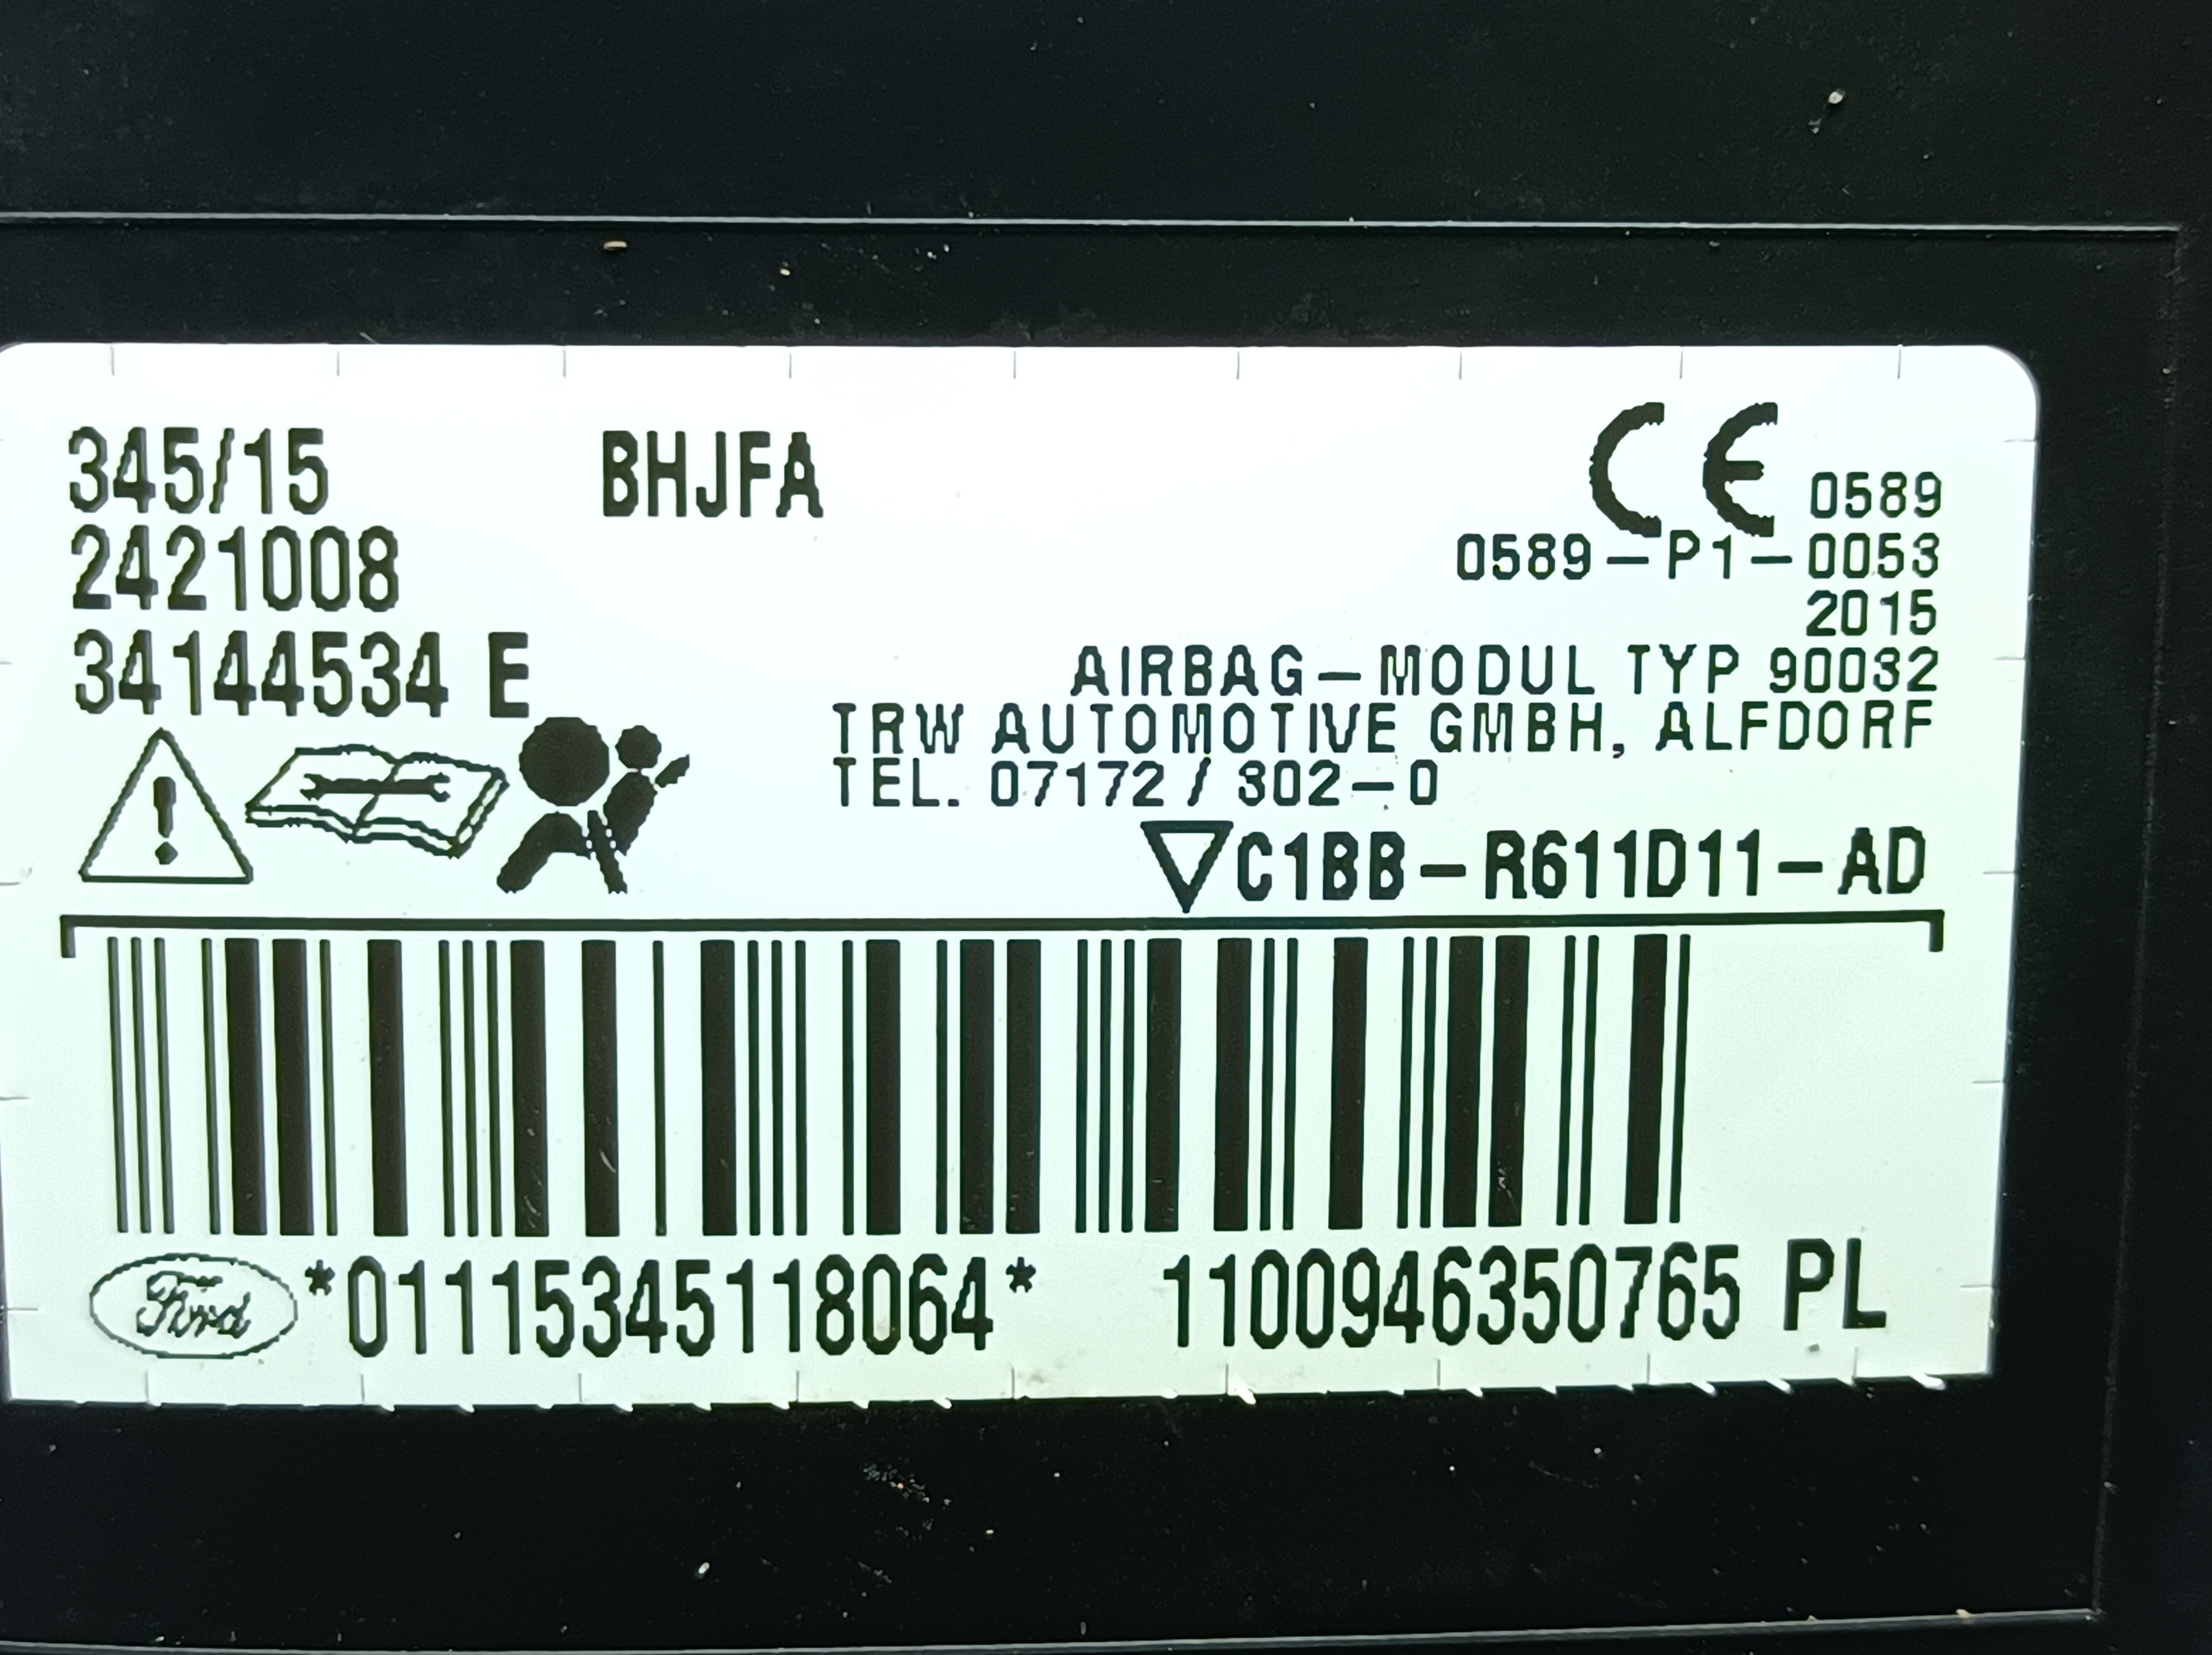 345/15 BHJFA
CE 0589
2421008
0589-P1-0053
2015
34144534 E
AIRBAG-MODUL TYP 90032
TRW AUTOMOTIVE GMBH, ALFDORF
TEL. 07172 / 302-0
C1BB-R611D11-AD
Ford *01115345118064* 1100946350765 PL